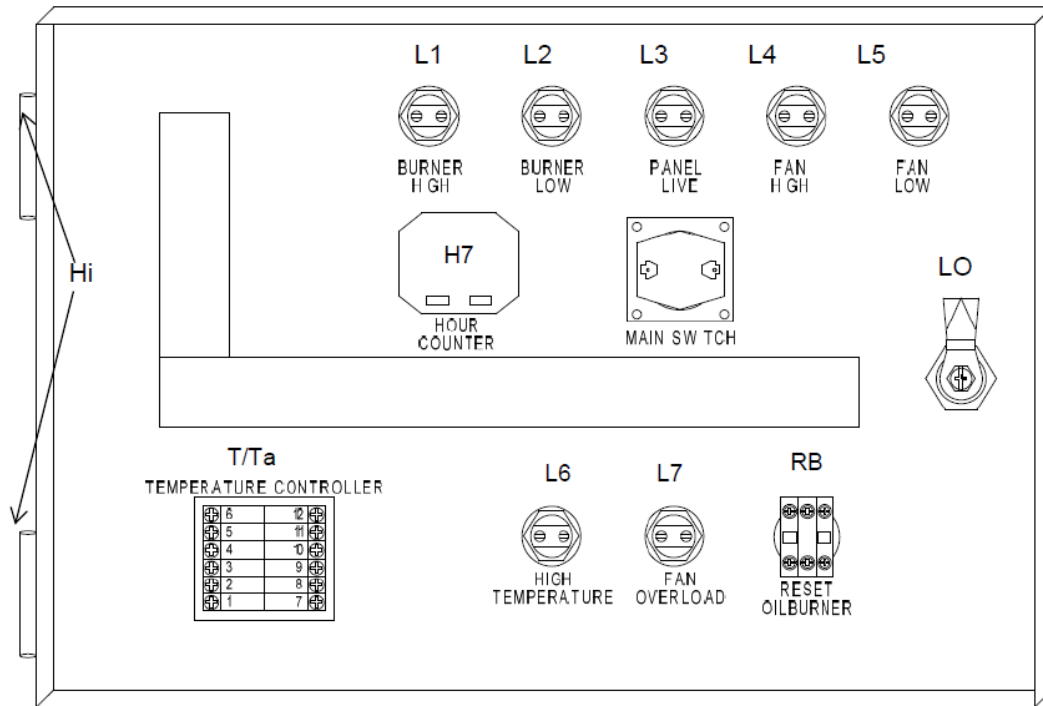 L1 L2 L3 L4 L5
BURNER HIGH
BURNER LOW
PANEL LIVE
FAN HIGH
FAN LOW
Hi
H7
HOUR COUNTER
MAIN SW TCH
LO
T/Ta
TEMPERATURE CONTROLLER
6 12
5 11
4 10
3 9
2 8
1 7
L6
HIGH TEMPERATURE
L7
FAN OVERLOAD
RB
RESET OILBURNER